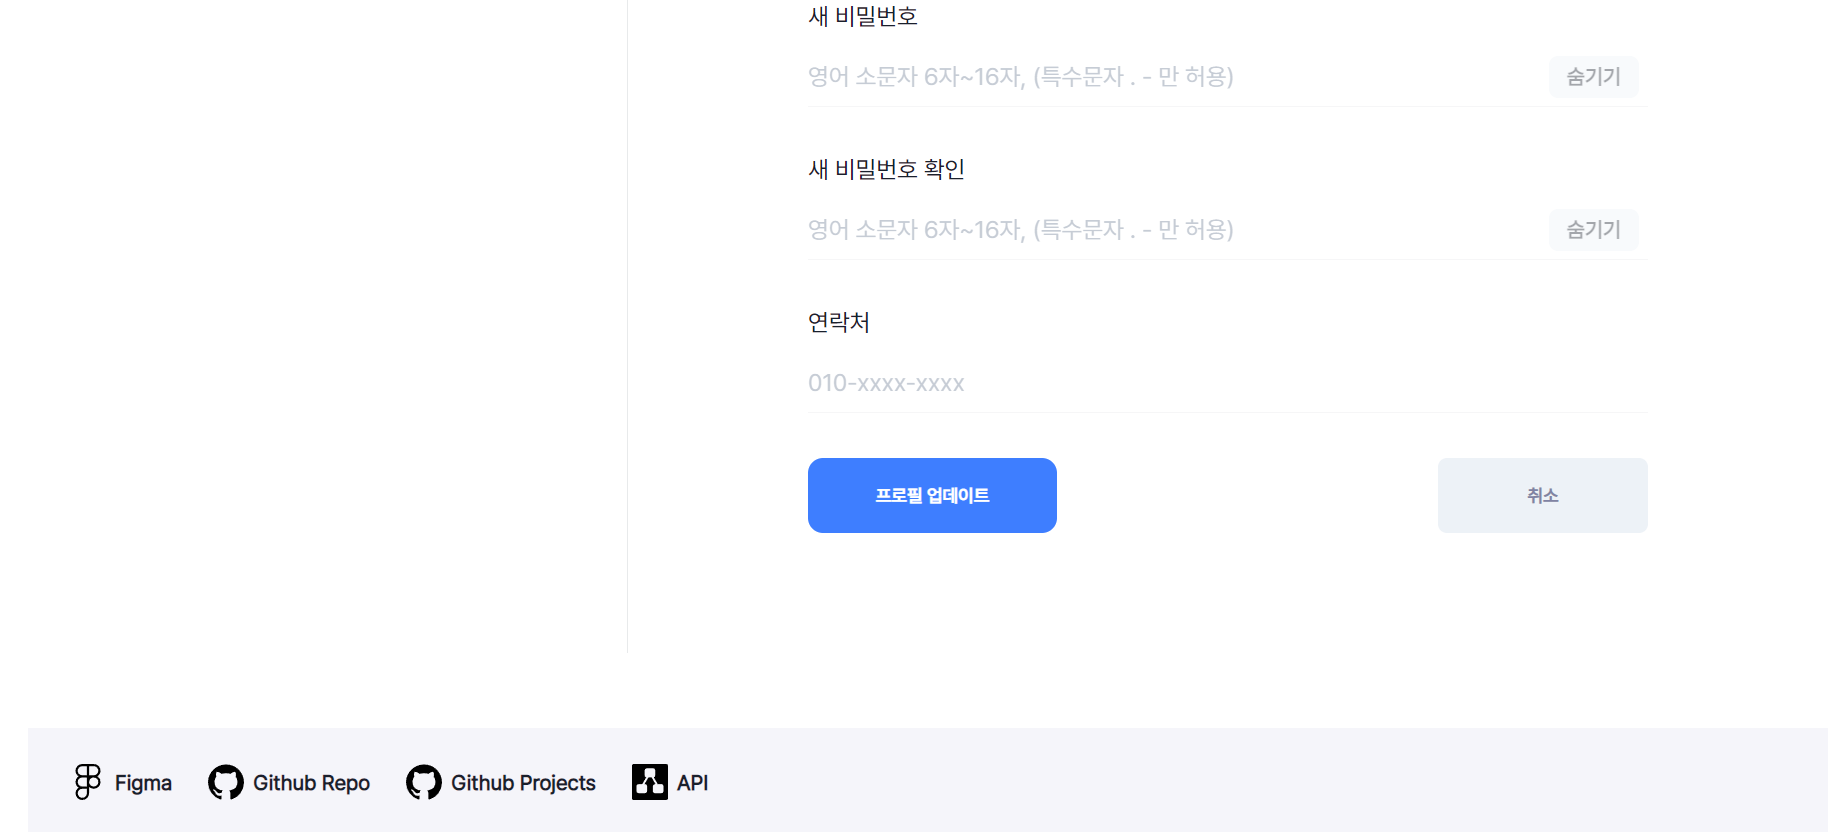 새 비밀번호
영어 소문자 6자~16자, (특수문자 . - 만 허용)
숨기기
새 비밀번호 확인
영어 소문자 6자~16자, (특수문자 . - 만 허용)
숨기기
연락처
010-xxxx-xxxx
프로필 업데이트
취소
Figma
Github Repo
Github Projects
API